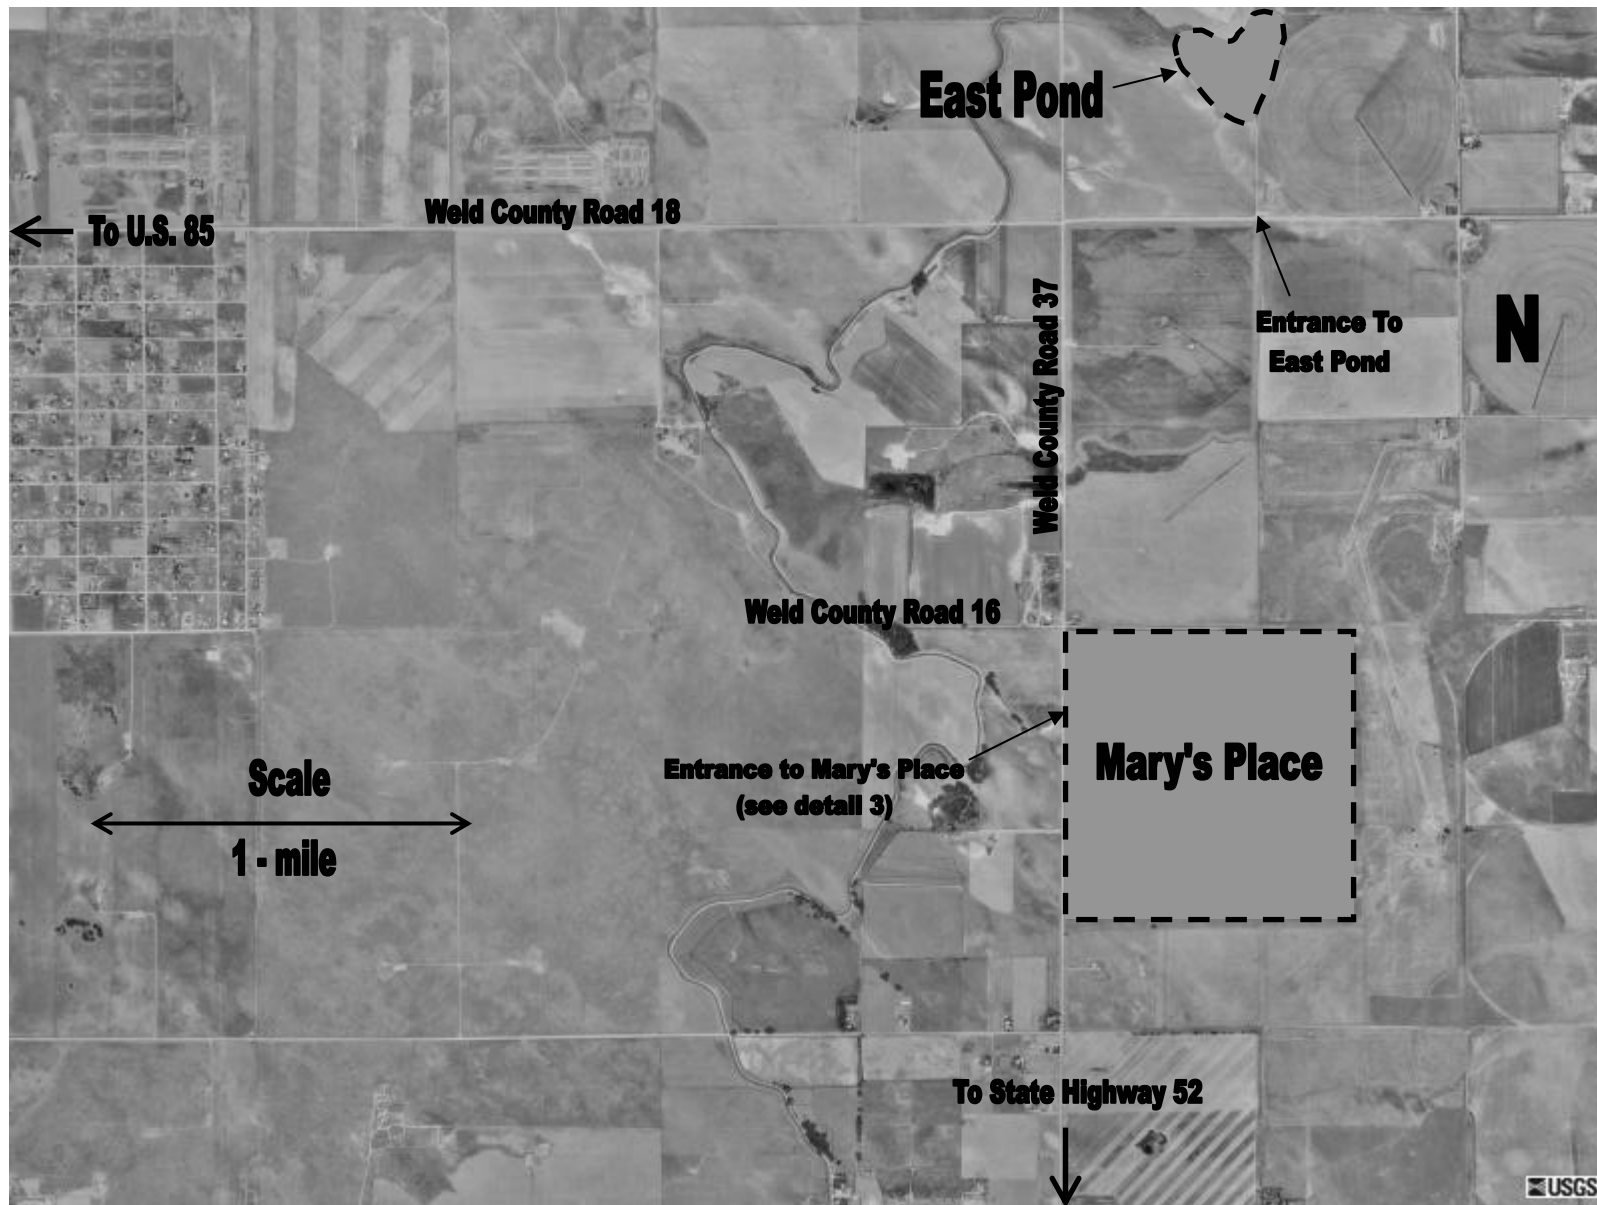 East Pond
Weld County Road 18
To U.S. 85
Weld County Road 37
Entrance To
East Pond
N
Weld County Road 16
Entrance to Mary's Place
(see detail 3)
Mary's Place
Scale
1 - mile
To State Highway 52
USGS